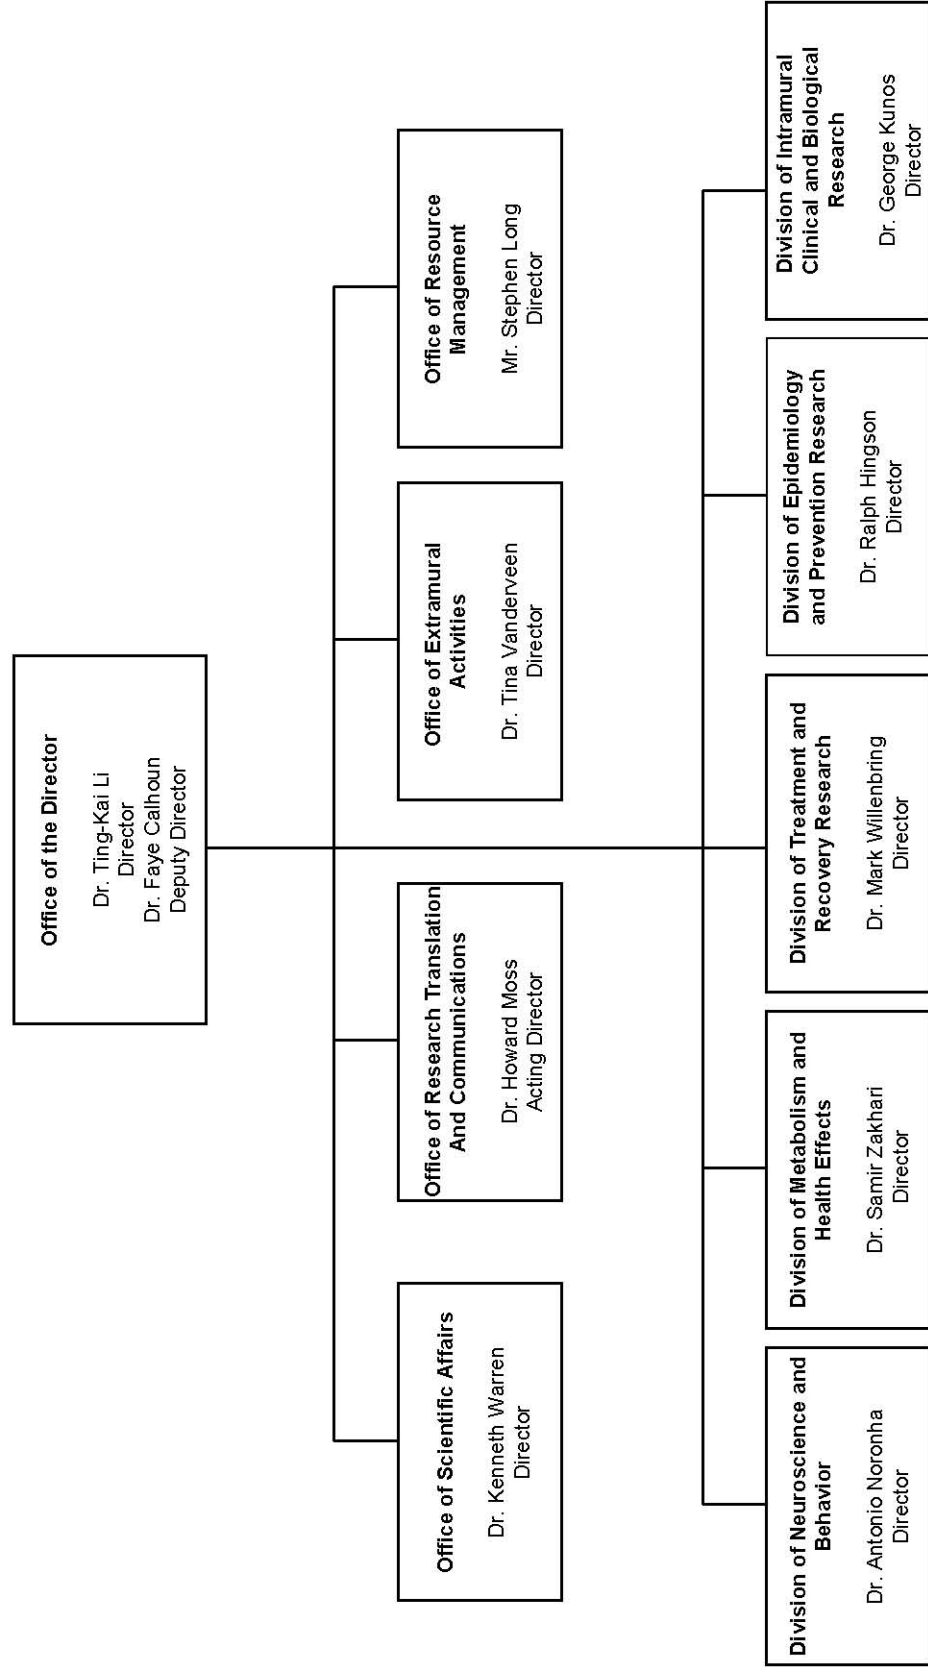 Office of the Director
Dr. Ting-Kai Li
Director
Dr. Faye Calhoun
Deputy Director
Office of Scientific Affairs
Dr. Kenneth Warren
Director
Office of Research Translation
And Communications
Dr. Howard Moss
Acting Director
Office of Extramural
Activities
Dr. Tina Vanderveen
Director
Office of Resource
Management
Mr. Stephen Long
Director
Division of Neuroscience and
Behavior
Dr. Antonio Noronha
Director
Division of Metabolism and
Health Effects
Dr. Samir Zakhari
Director
Division of Treatment and
Recovery Research
Dr. Mark Willenbring
Director
Division of Epidemiology
and Prevention Research
Dr. Ralph Hingson
Director
Division of Intramural
Clinical and Biological
Research
Dr. George Kunos
Director